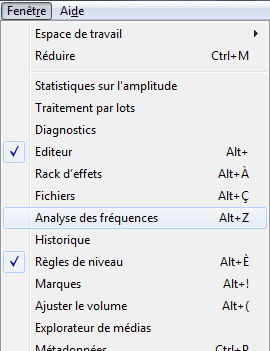 Fenêtre Aide
Espace de travail
Réduire Ctrl+M
Statistiques sur l'amplitude
Traitement par lots
Diagnostics
Editeur Alt+
Rack d'effets Alt+À
Fichiers Alt+Ç
Analyse des fréquences Alt+Z
Historique
Règles de niveau Alt+È
Marques Alt+!
Ajuster le volume Alt+(
Explorateur de médias
Métadonnées Ctrl+P